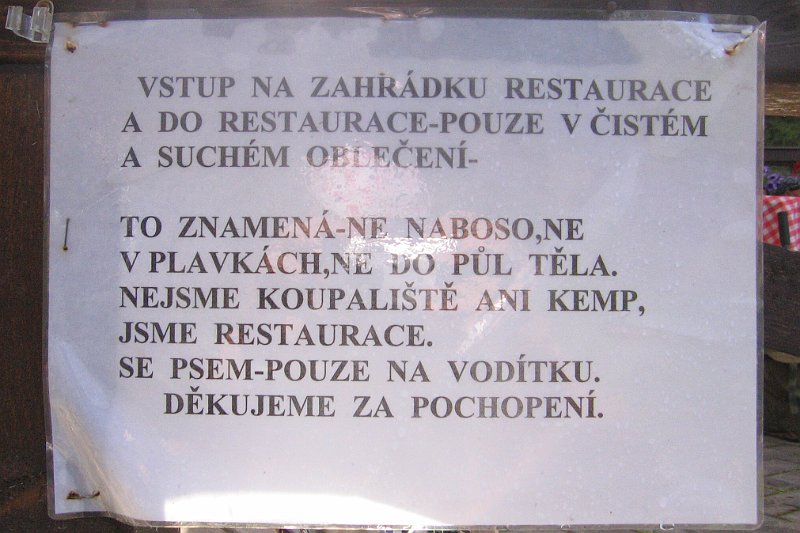 VSTUP NA ZAHRÁDKU RESTAURACE
A DO RESTAURACE-POUZE V ČISTÉM
A SUCHÉM OBLEČENÍ-
TO ZNAMENÁ-NE NABOSO,NE
V PLAVKÁCH,NE DO PŮL TĚLA.
NEJSME KOUPALIŠTĚ ANI KEMP,
JSME RESTAURACE.
SE PSEM-POUZE NA VODÍTKU.
DĚKUJEME ZA POCHOPENÍ.